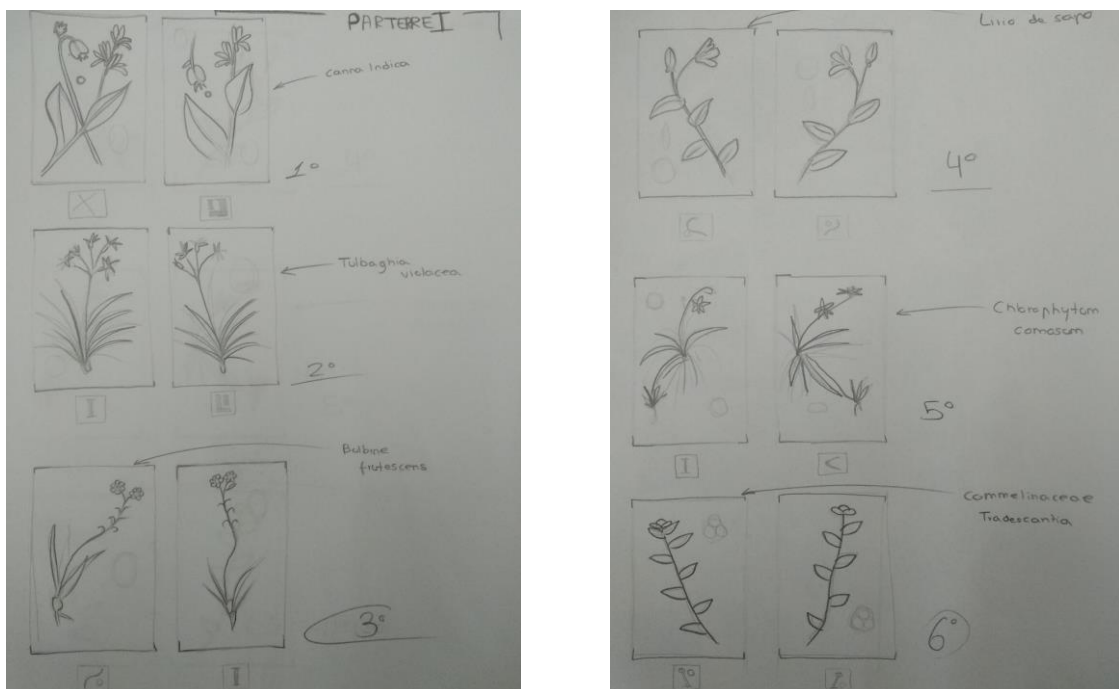 PARTERRE I
Canna Indica
1°
Tulbaghia
violacea
2°
Bulbine
frutescens
3°
Lirio de sapo
4°
Chlorophytum
comosum
5°
Commelinaceae
Tradescantia
6°